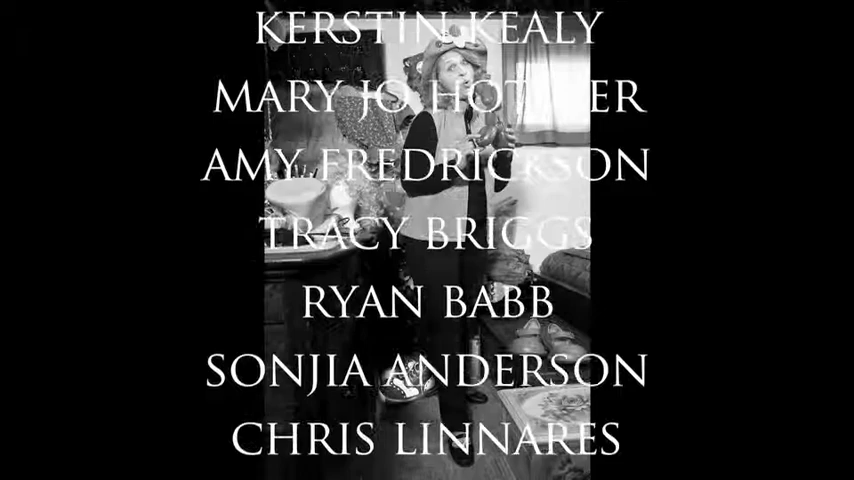 KERSTIN KEALY
MARY JO
AMY FREDRICKSON
TRACY BRIGGS
RYAN BABB
SONJIA ANDERSON
CHRIS LINNARES